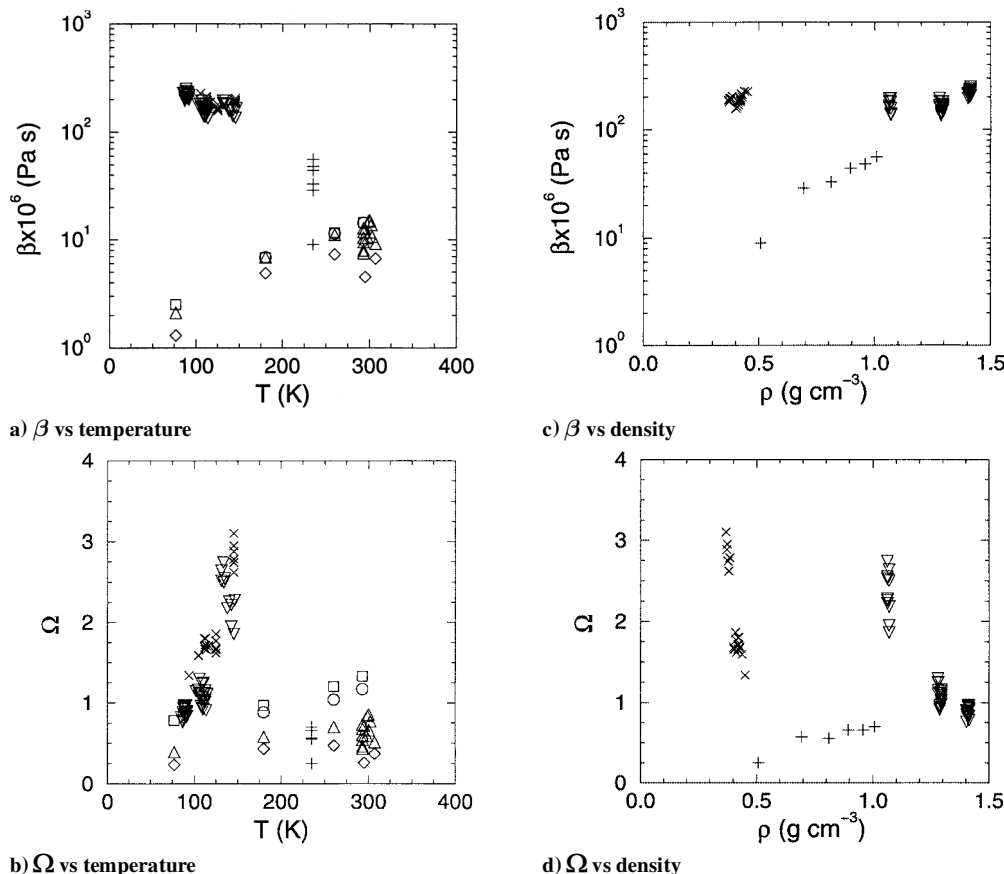 10³
10²
10¹
10⁰
βx10⁶ (Pa s)
0 100 200 300 400
T (K)
a) β vs temperature
10³
10²
10¹
10⁰
βx10⁶ (Pa s)
0.0 0.5 1.0 1.5
ρ (g cm⁻³)
c) β vs density
4
3
2
1
0
Ω
0 100 200 300 400
T (K)
b) Ω vs temperature
4
3
2
1
0
Ω
0.0 0.5 1.0 1.5
ρ (g cm⁻³)
d) Ω vs density